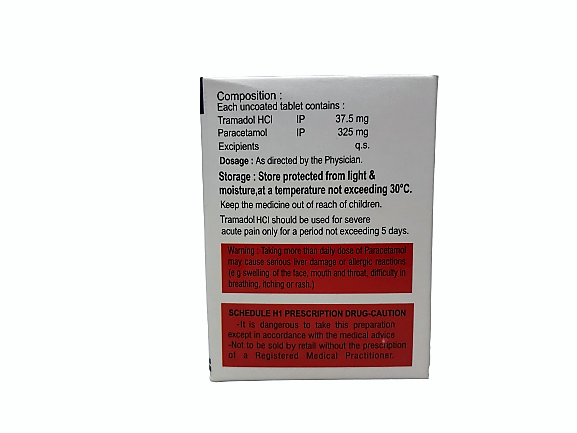 Composition :
Each uncoated tablet contains :
Tramadol HCl IP 37.5 mg
Paracetamol IP 325 mg
Excipients q.s.
Dosage : As directed by the Physician.
Storage : Store protected from light &
moisture,at a temperature not exceeding 30°C.
Keep the medicine out of reach of children.
Tramadol HCl should be used for severe
acute pain only for a period not exceeding 5 days.
Warning : Taking more than daily dose of Paracetamol
may cause serious liver damage or allergic reactions
(e g swelling of the face, mouth and throat, difficulty in
breathing, itching or rash.)
SCHEDULE H1 PRESCRIPTION DRUG-CAUTION
-It is dangerous to take this preparation
except in accordance with the medical advice
-Not to be sold by retail without the prescription
of a Registered Medical Practitioner.